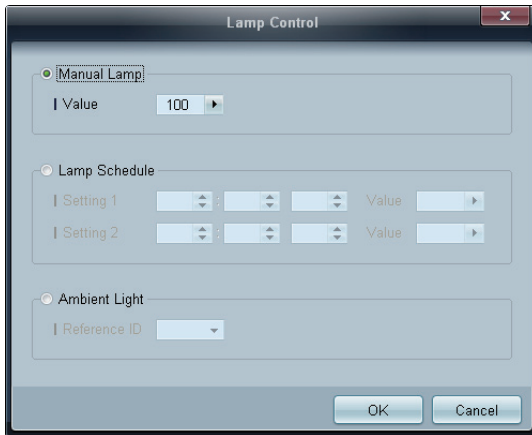 Lamp Control
Manual Lamp
Value 100
Lamp Schedule
Setting 1 : Value
Setting 2 : Value
Ambient Light
Reference ID
OK Cancel